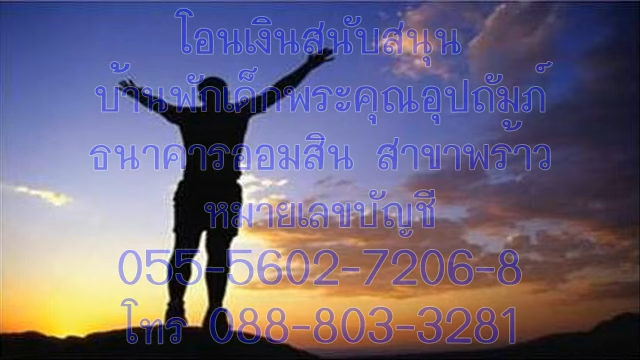 โอนเงินสนับสนุน
บ้านพักเด็กพระคุณอุปถัมภ์
ธนาคารออมสิน สาขาพร้าว
หมายเลขบัญชี
055-5602-7206-8
โทร 088-803-3281